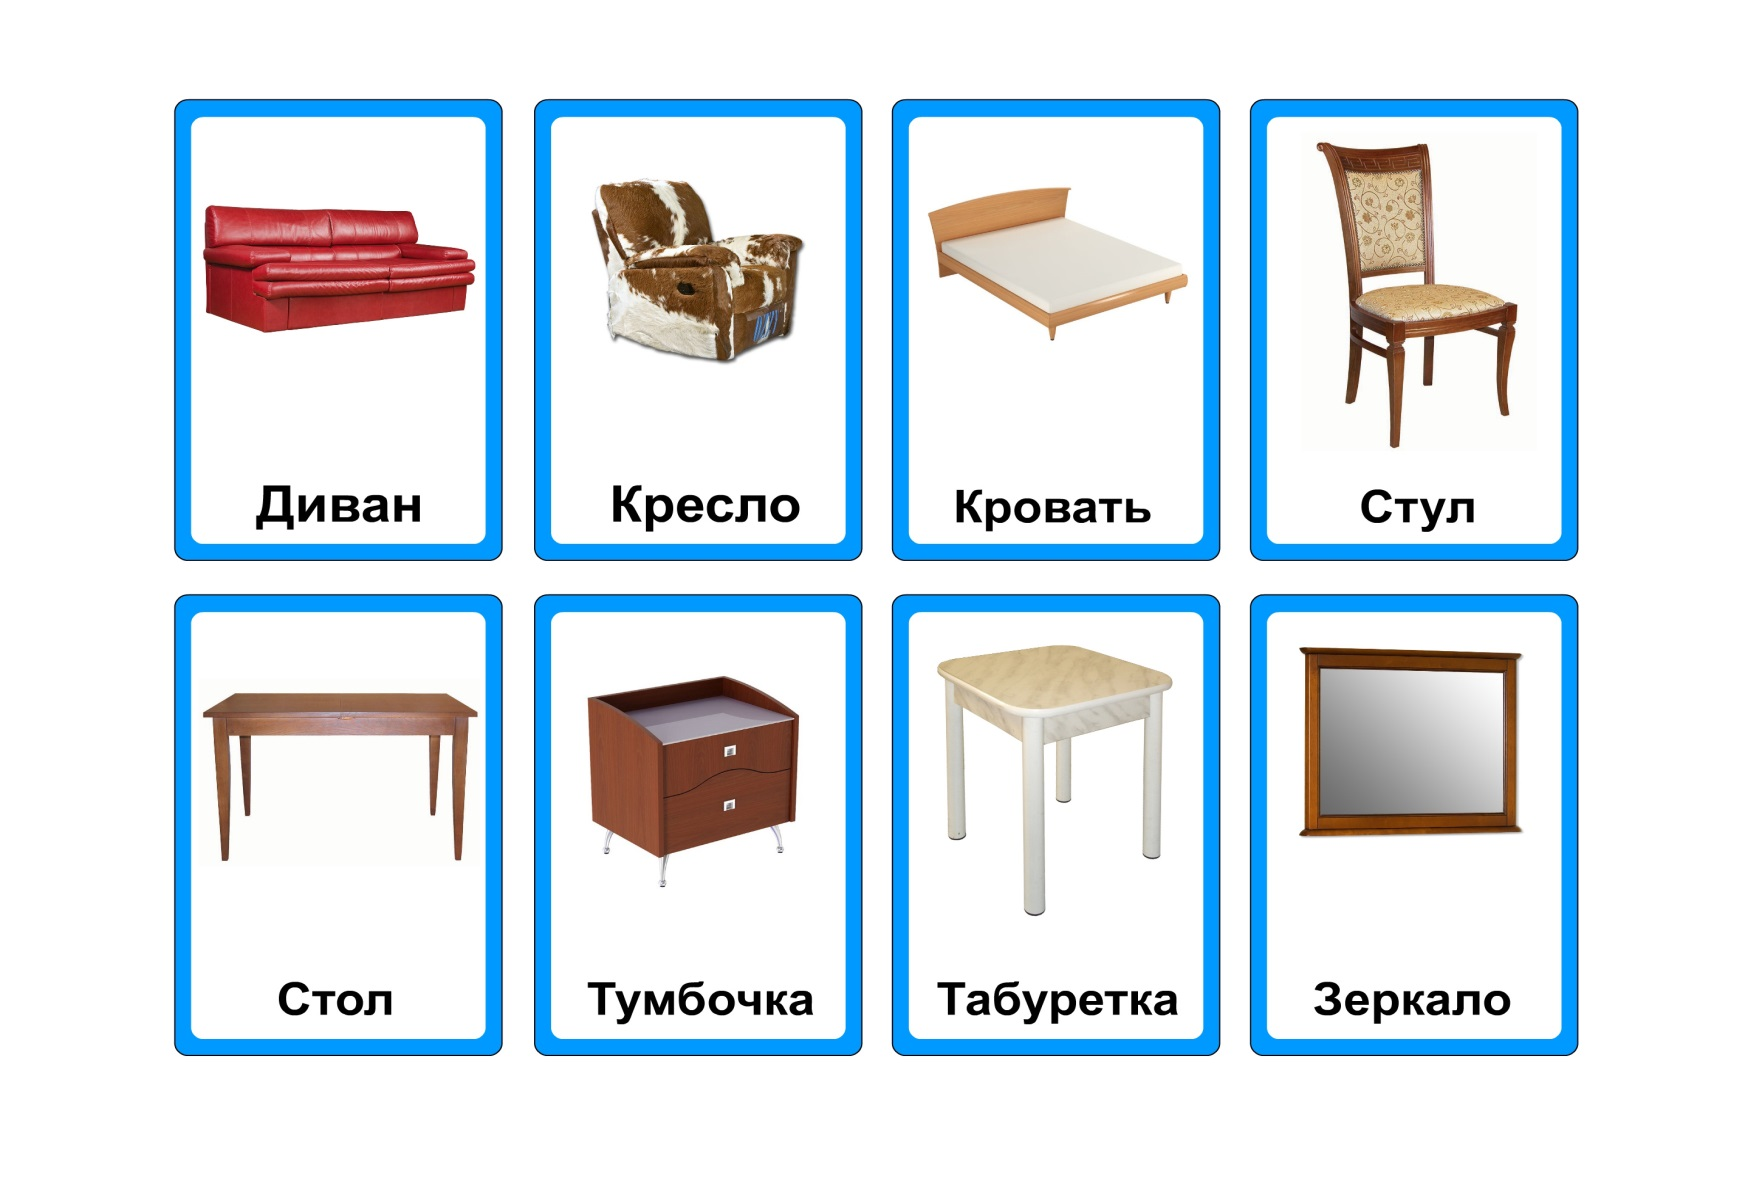 Диван
Кресло
Кровать
Стул
Стол
Тумбочка
Табуретка
Зеркало